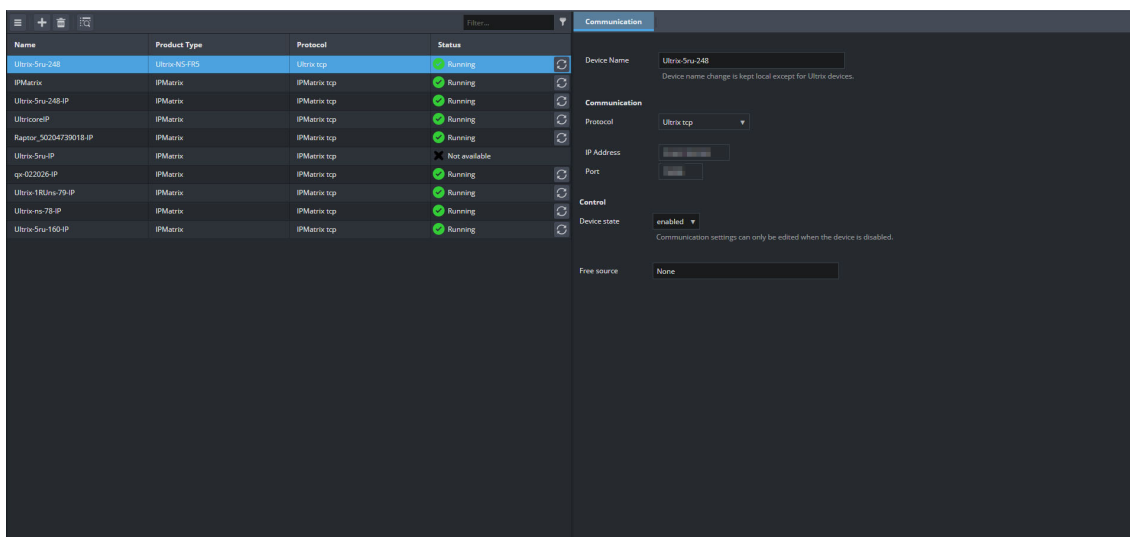 Filter...
Communication
Name Product Type Protocol Status
Ultrix-5ru-248 Ultrix-NS-FR5 Ultrix tcp Running
IPMatrix IPMatrix IPMatrix tcp Running
Ultrix-5ru-248-IP IPMatrix IPMatrix tcp Running
UltricoreIP IPMatrix IPMatrix tcp Running
Raptor_50204739018-IP IPMatrix IPMatrix tcp Running
Ultrix-5ru-IP IPMatrix IPMatrix tcp Not available
qx-022026-IP IPMatrix IPMatrix tcp Running
Ultrix-1RUns-79-IP IPMatrix IPMatrix tcp Running
Ultrix-ns-78-IP IPMatrix IPMatrix tcp Running
Ultrix-5ru-160-IP IPMatrix IPMatrix tcp Running
Device Name Ultrix-5ru-248
Device name change is kept local except for Ultrix devices.
Communication
Protocol Ultrix tcp
IP Address
Port
Control
Device state enabled
Communication settings can only be edited when the device is disabled.
Free source None